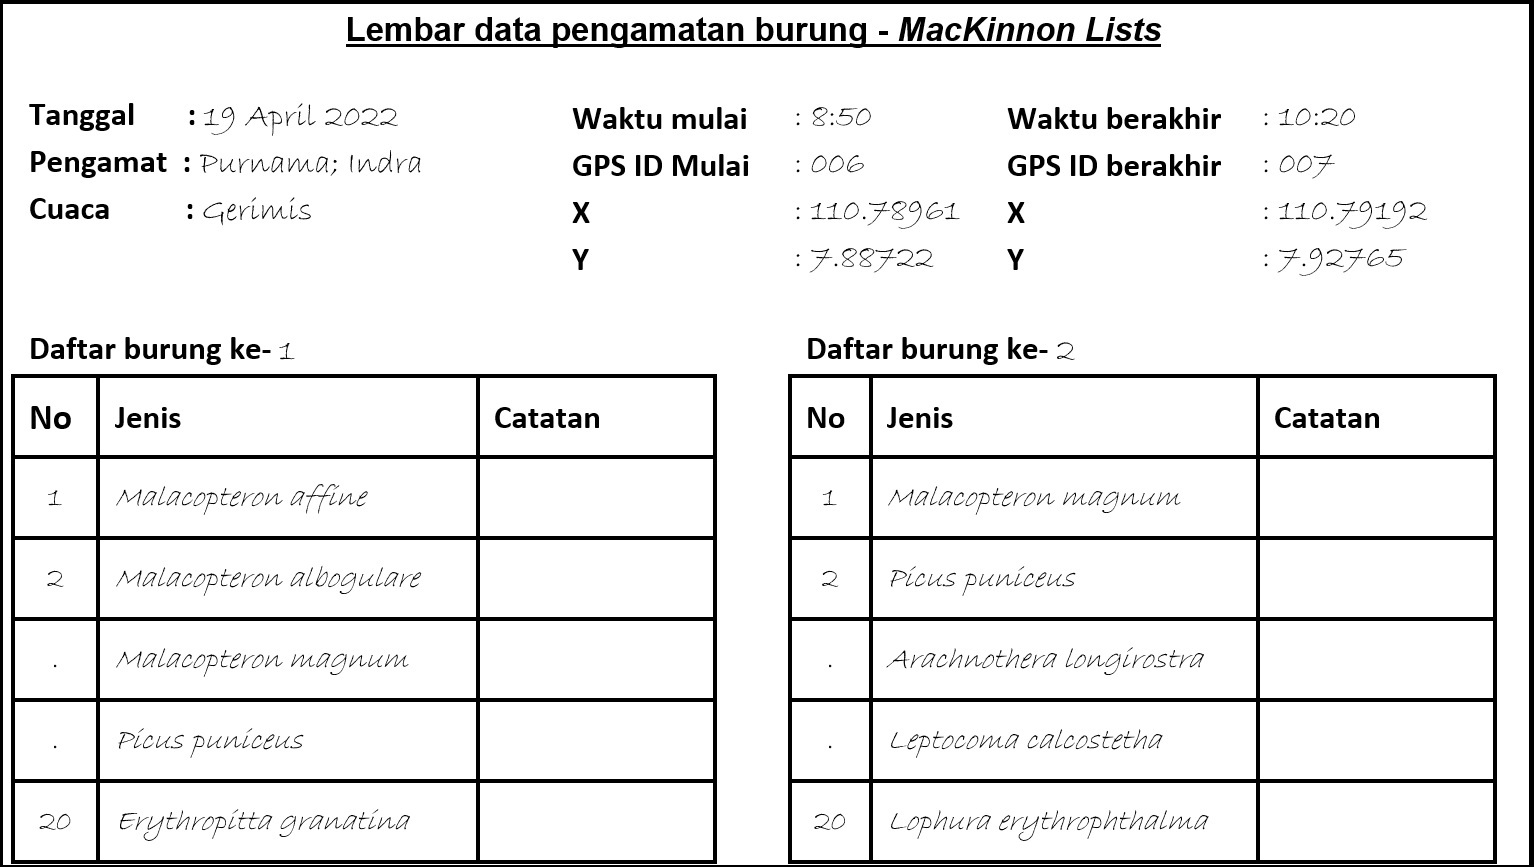 Lembar data pengamatan burung - MacKinnon Lists
Tanggal : 19 April 2022 Waktu mulai : 8:50 Waktu berakhir : 10:20
Pengamat : Purnama; Indra GPS ID Mulai : 006 GPS ID berakhir : 007
Cuaca : Gerimis X : 110.78961 X : 110.79192
Y : 7.88722 Y : 7.92765
Daftar burung ke- 1
No Jenis Catatan
1 Malacopteron affine
2 Malacopteron albogulare
. Malacopteron magnum
. Picus puniceus
20 Erythropitta granatina
Daftar burung ke- 2
No Jenis Catatan
1 Malacopteron magnum
2 Picus puniceus
. Arachnothera longirostra
. Leptocoma calcostetha
20 Lophura erythrophthalma